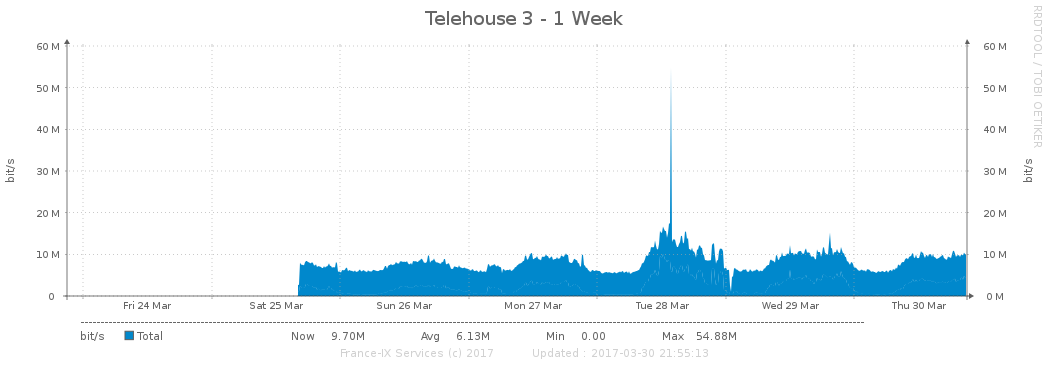 Telehouse 3 - 1 Week
RRDTOOL / TOBI OETIKER
60 M 60 M
50 M 50 M
40 M 40 M
30 M 30 M
20 M 20 M
10 M 10 M
0 0 M
bit/s bit/s
Fri 24 Mar Sat 25 Mar Sun 26 Mar Mon 27 Mar Tue 28 Mar Wed 29 Mar Thu 30 Mar
bit/s Total Now 9.70M Avg 6.13M Min 0.00 Max 54.88M
France-IX Services (c) 2017 Updated : 2017-03-30 21:55:13